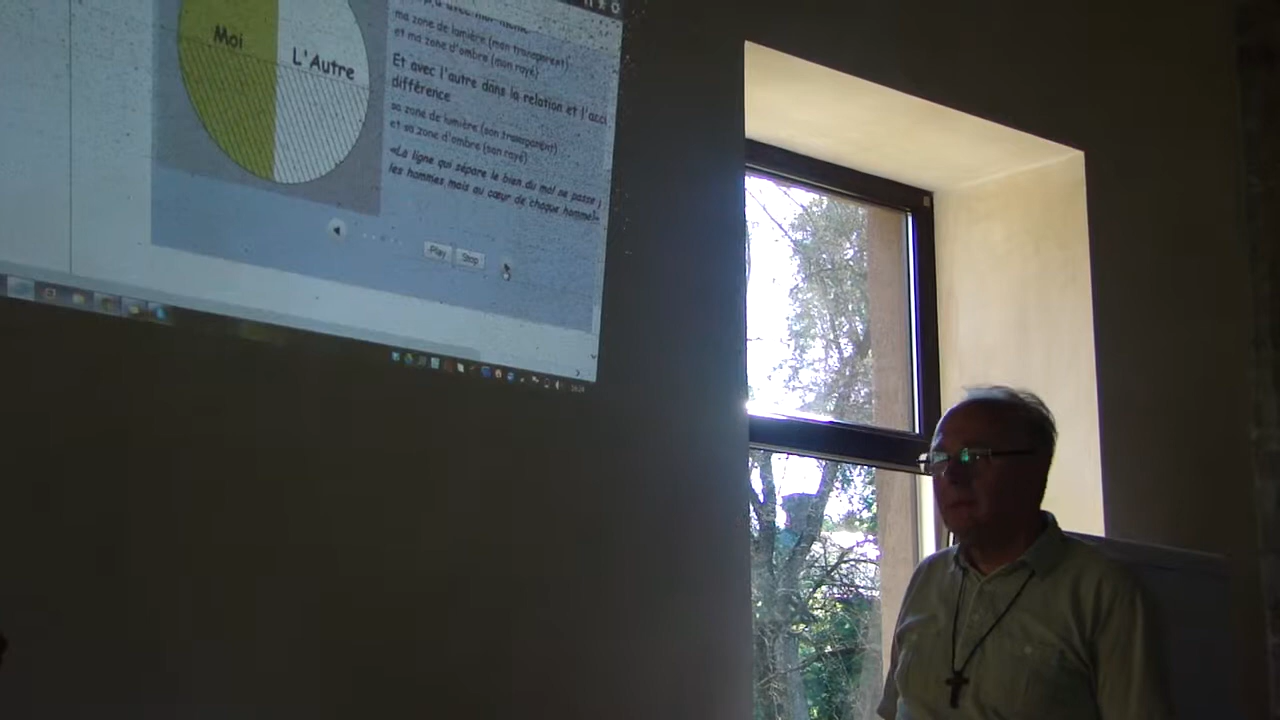 Moi
L'Autre
ma zone de lumière (mon transparent)
et ma zone d'ombre (mon rayé)
Et avec l'autre dans la relation et l'acc
différence
sa zone de lumière (son transparent)
et sa zone d'ombre (son rayé)
«La ligne qui sépare le bien du mal ne passe
les hommes mais au cœur de chaque homme!»
Play
Stop